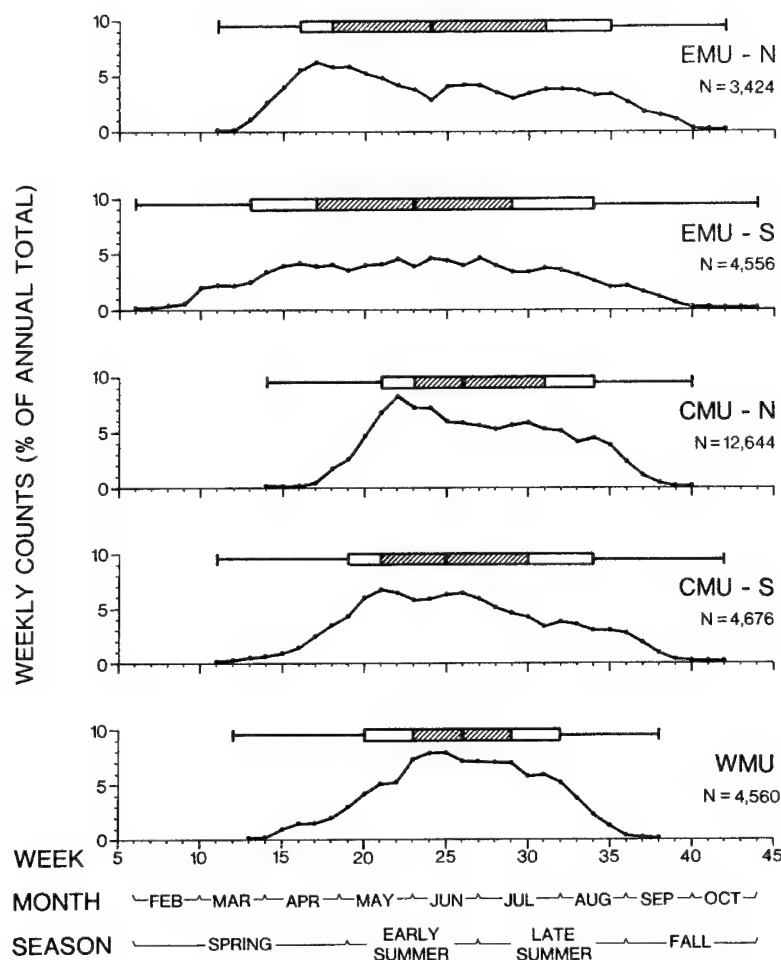 WEEKLY COUNTS (% OF ANNUAL TOTAL)
10
5
0
EMU - N
N = 3,424
10
5
0
EMU - S
N = 4,556
10
5
0
CMU - N
N = 12,644
10
5
0
CMU - S
N = 4,676
10
5
0
WMU
N = 4,560
WEEK
5 10 15 20 25 30 35 40 45
MONTH FEB MAR APR MAY JUN JUL AUG SEP OCT
SEASON SPRING EARLY SUMMER LATE SUMMER FALL